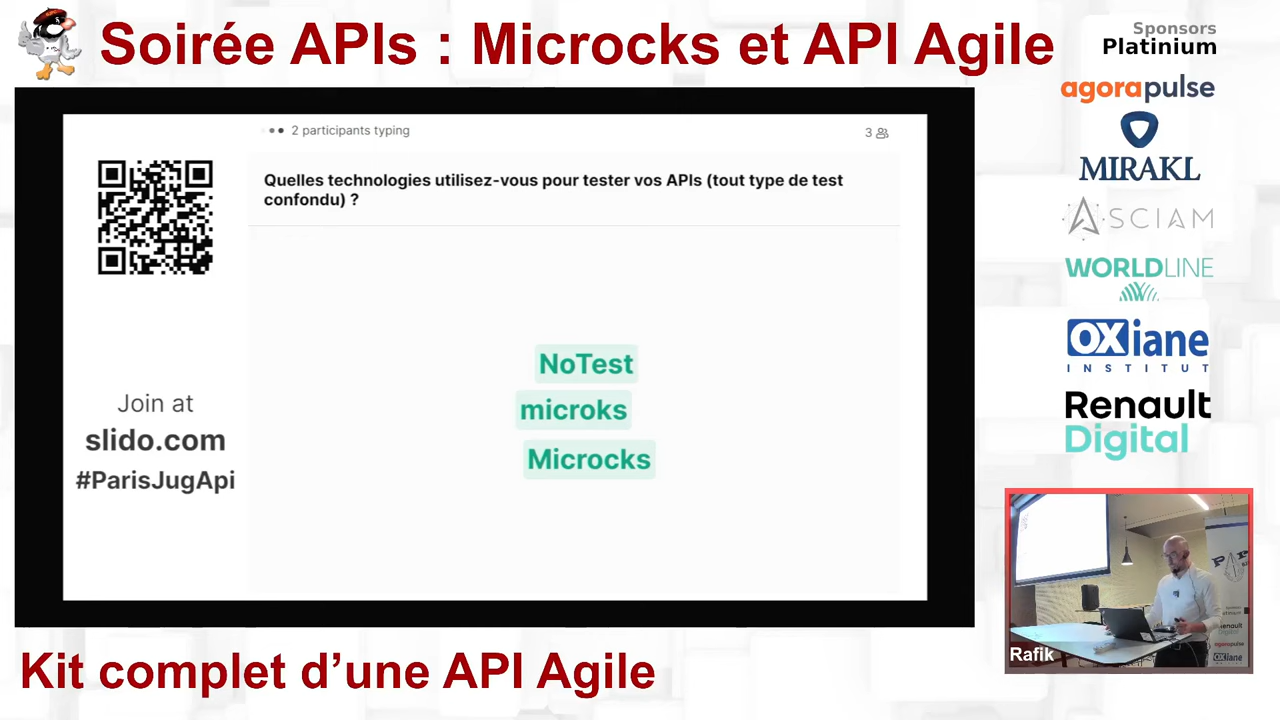 Soirée APIs : Microcks et API Agile
Sponsors
Platinium
agorapulse
MIRAKL
ASCIAM
WORLDLINE
OXiane
INSTITUT
Renault
Digital
2 participants typing
3
Quelles technologies utilisez-vous pour tester vos APIs (tout type de test
confondu) ?
NoTest
microks
Microcks
Join at
slido.com
#ParisJugApi
Rafik
Kit complet d’une API Agile